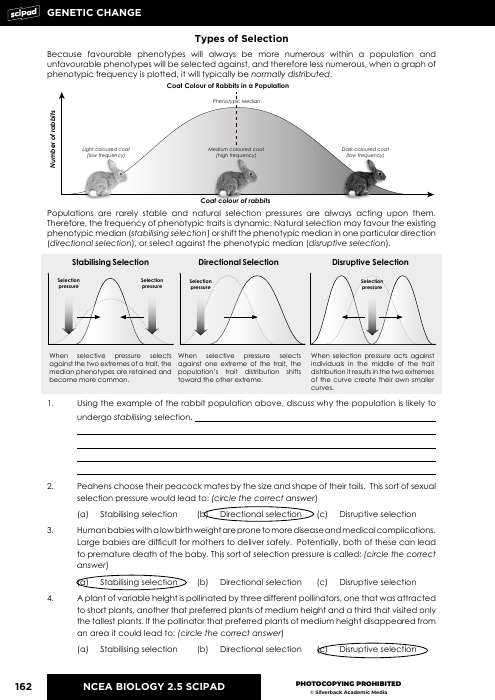 scipad GENETIC CHANGE
Types of Selection
Because favourable phenotypes will always be more numerous within a population and
unfavourable phenotypes will be selected against, and therefore less numerous, when a graph of
phenotypic frequency is plotted, it will typically be normally distributed.
Coat Colour of Rabbits in a Population
Phenotypic Median
Number of rabbits
Light coloured coat
(low frequency)
Medium coloured coat
(high frequency)
Dark coloured coat
(low frequency)
Coat colour of rabbits
Populations are rarely stable and natural selection pressures are always acting upon them.
Therefore, the frequency of phenotypic traits is dynamic. Natural selection may favour the existing
phenotypic median (stabilising selection) or shift the phenotypic median in one particular direction
(directional selection), or select against the phenotypic median (disruptive selection).
Stabilising Selection
Directional Selection
Disruptive Selection
Selection
pressure
Selection
pressure
Selection
pressure
Selection
pressure
When selective pressure selects
against the two extremes of a trait, the
median phenotypes are retained and
become more common.
When selective pressure selects
against one extreme of the trait, the
population's trait distribution shifts
toward the other extreme.
When selection pressure acts against
individuals in the middle of the trait
distribution it results in the two extremes
of the curve create their own smaller
curves.
1. Using the example of the rabbit population above, discuss why the population is likely to
undergo stabilising selection.
2. Peahens choose their peacock mates by the size and shape of their tails. This sort of sexual
selection pressure would lead to: (circle the correct answer)
(a) Stabilising selection (b) Directional selection (c) Disruptive selection
3. Human babies with a low birth weight are prone to more disease and medical complications.
Large babies are difficult for mothers to deliver safely. Potentially, both of these can lead
to premature death of the baby. This sort of selection pressure is called: (circle the correct
answer)
(a) Stabilising selection (b) Directional selection (c) Disruptive selection
4. A plant of variable height is pollinated by three different pollinators, one that was attracted
to short plants, another that preferred plants of medium height and a third that visited only
the tallest plants. If the pollinator that preferred plants of medium height disappeared from
an area it could lead to: (circle the correct answer)
(a) Stabilising selection (b) Directional selection (c) Disruptive selection
162 NCEA BIOLOGY 2.5 SCIPAD
PHOTOCOPYING PROHIBITED
© Silverback Academic Media